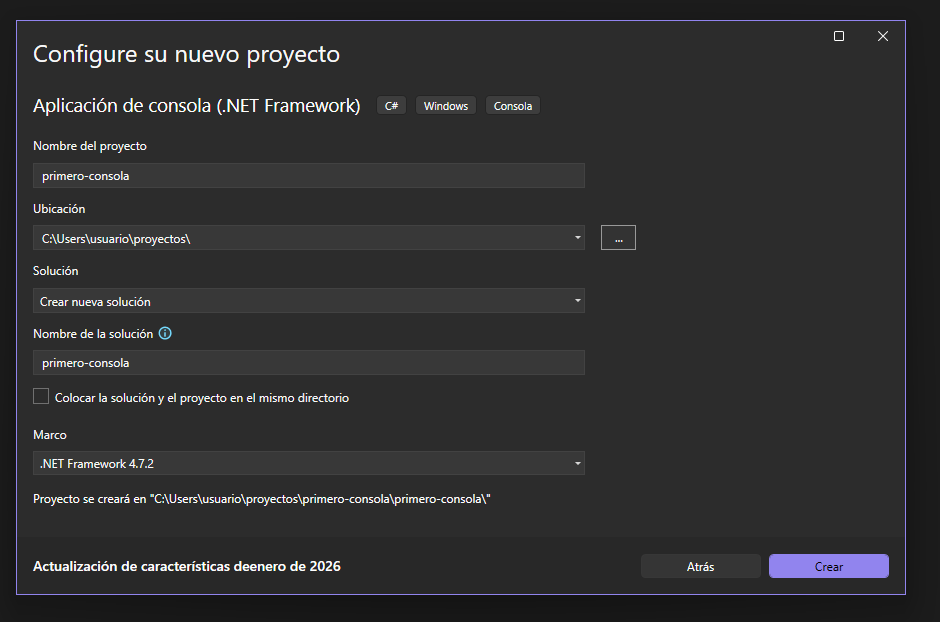 Configure su nuevo proyecto
Aplicación de consola (.NET Framework) C# Windows Consola
Nombre del proyecto
primero-consola
Ubicación
C:\Users\usuario\proyectos\
...
Solución
Crear nueva solución
Nombre de la solución
primero-consola
Colocar la solución y el proyecto en el mismo directorio
Marco
.NET Framework 4.7.2
Proyecto se creará en "C:\Users\usuario\proyectos\primero-consola\primero-consola\"
Actualización de características deenero de 2026
Atrás
Crear